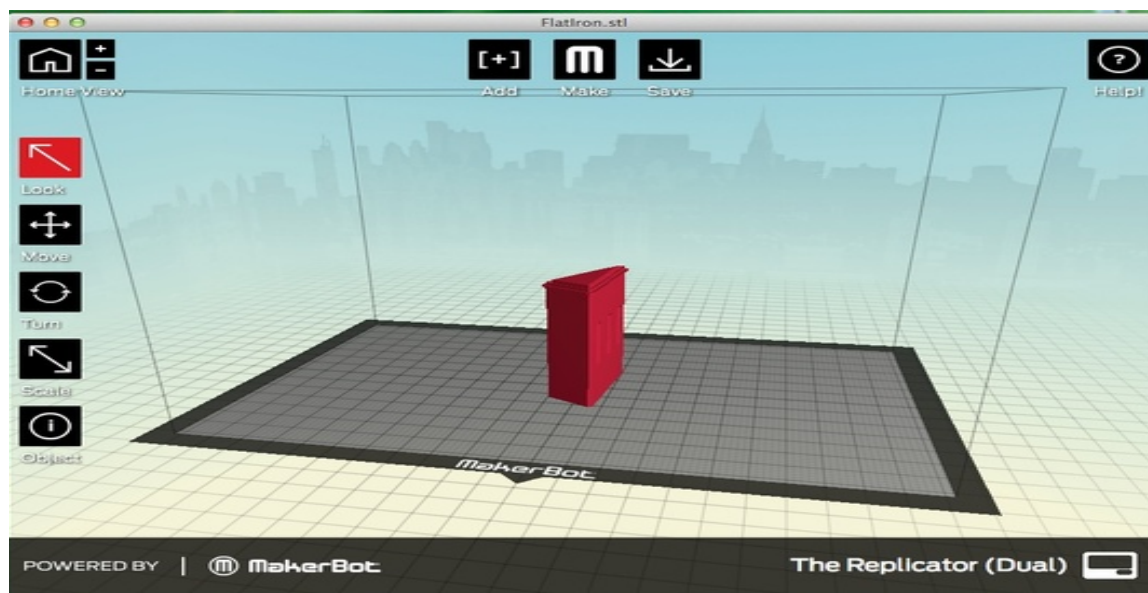 FlatIron.stl
+
-
Home View
[+]
Add
M
Make
Save
?
Help!
Look
Move
Turn
Scale
i
Object
MakerBot
POWERED BY | M MakerBot
The Replicator (Dual)